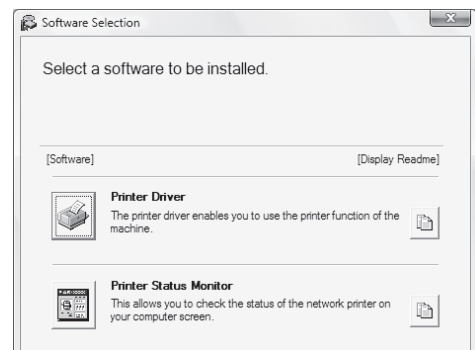 Software Selection
Select a software to be installed.
[Software] [Display Readme]
Printer Driver
The printer driver enables you to use the printer function of the
machine.
Printer Status Monitor
This allows you to check the status of the network printer on
your computer screen.